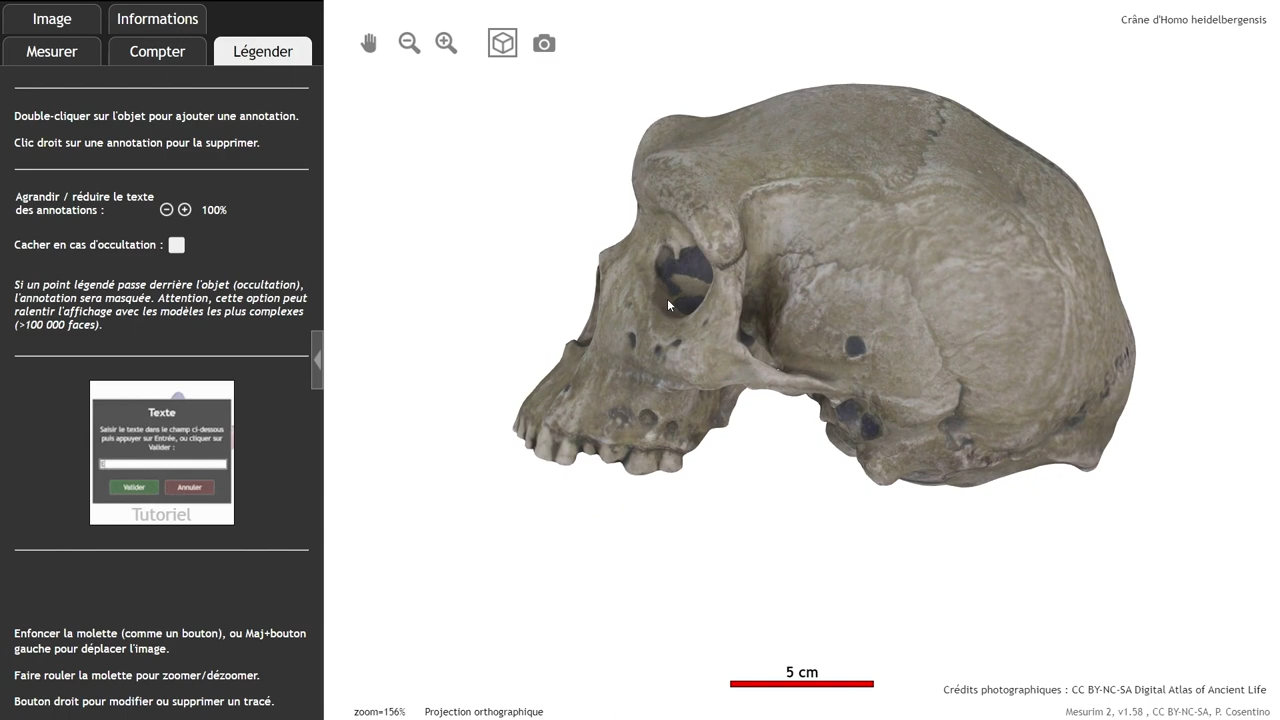 Image
Informations
Mesurer
Compter
Légender
Double-cliquer sur l'objet pour ajouter une annotation.
Clic droit sur une annotation pour la supprimer.
Agrandir / réduire le texte
des annotations :
100%
Cacher en cas d'occultation :
Si un point légendé passe derrière l'objet (occultation),
l'annotation sera masquée. Attention, cette option peut
ralentir l'affichage avec les modèles les plus complexes
(>100 000 faces).
Texte
Saisir le texte dans le champ ci-dessous
puis appuyer sur Entrée, ou cliquer sur
Valider :
Valider
Annuler
Tutoriel
Enfoncer la molette (comme un bouton), ou Maj+bouton
gauche pour déplacer l'image.
Faire rouler la molette pour zoomer/dézoomer.
Bouton droit pour modifier ou supprimer un tracé.
Crâne d'Homo heidelbergensis
5 cm
Crédits photographiques : CC BY-NC-SA Digital Atlas of Ancient Life
zoom=156%
Projection orthographique
Mesurim 2, v1.58 , CC BY-NC-SA, P. Cosentino